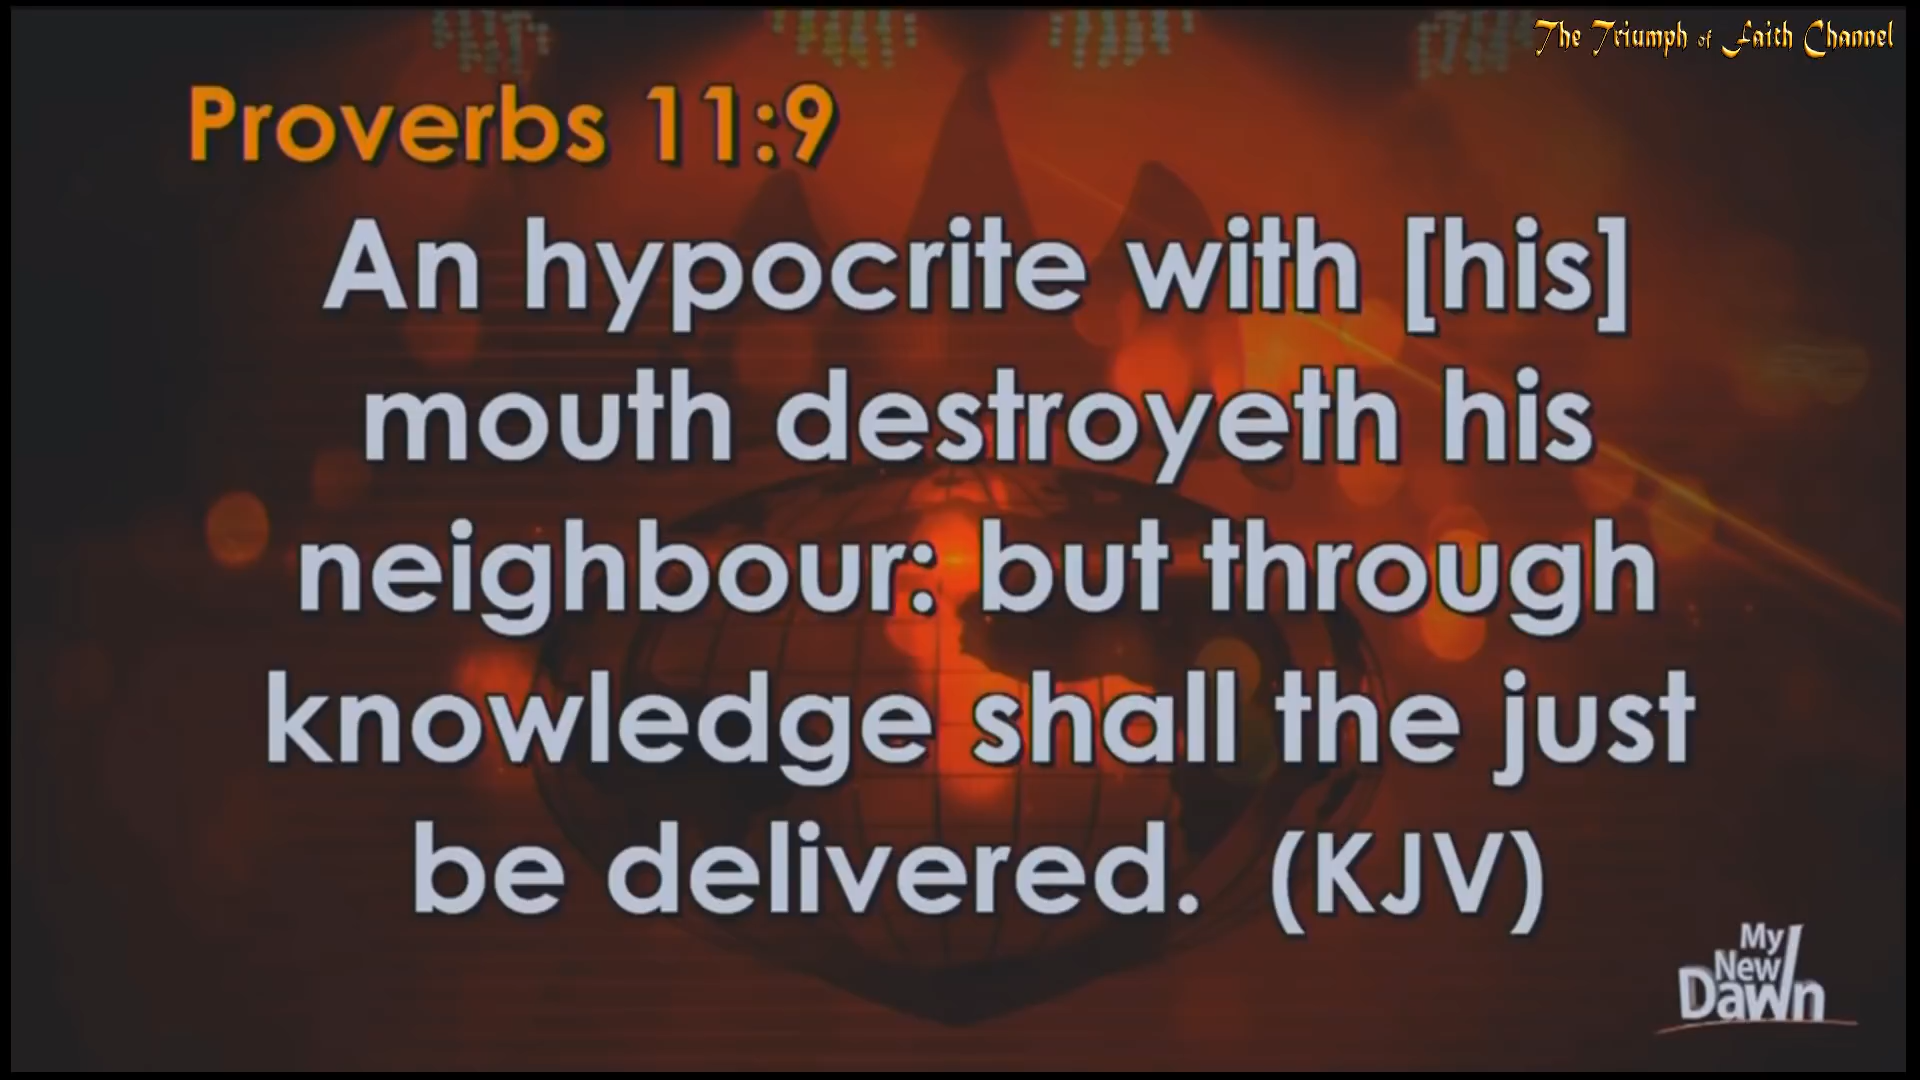 The Triumph of Faith Channel
Proverbs 11:9
An hypocrite with [his]
mouth destroyeth his
neighbour: but through
knowledge shall the just
be delivered. (KJV)
My
New
Dawn